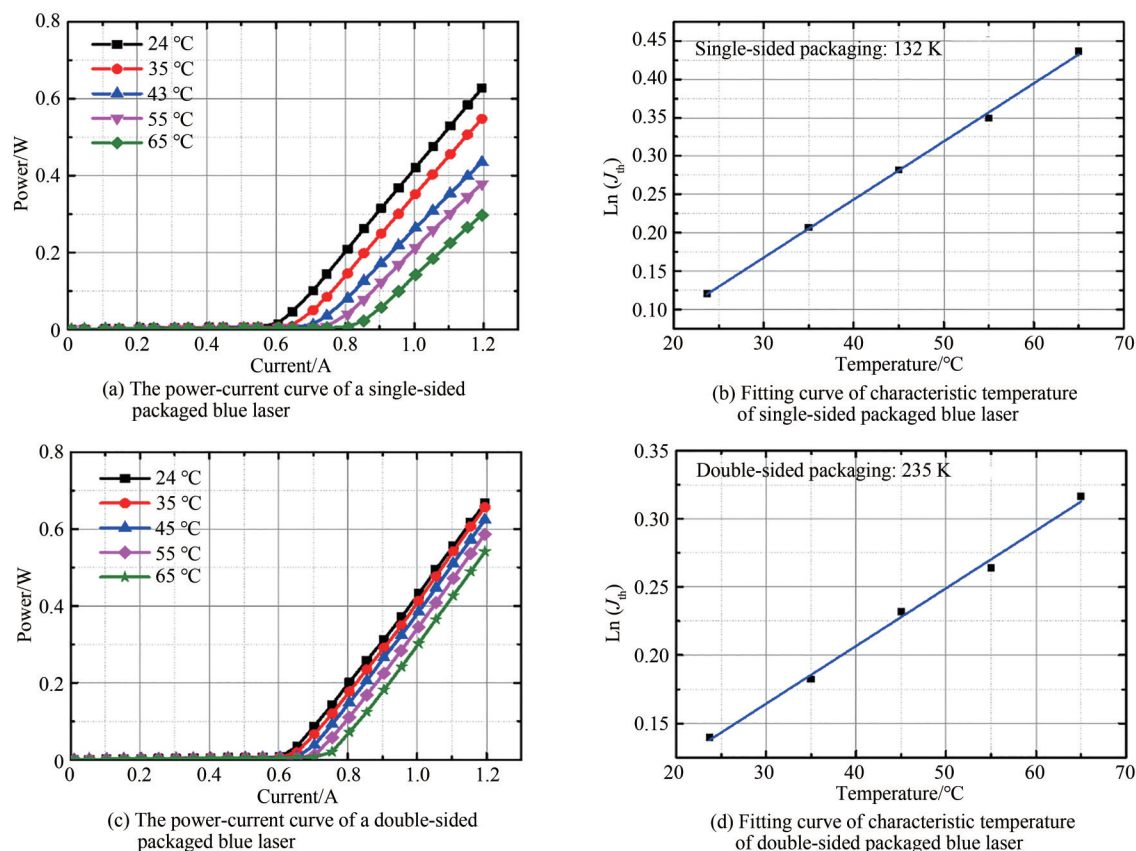 0.8
0.6
0.4
0.2
0
Power/W
24 °C
35 °C
43 °C
55 °C
65 °C
0 0.2 0.4 0.6 0.8 1.0 1.2
Current/A
(a) The power-current curve of a single-sided
packaged blue laser
0.45
0.40
0.35
0.30
0.25
0.20
0.15
0.10
Ln (Jth)
Single-sided packaging: 132 K
20 30 40 50 60 70
Temperature/°C
(b) Fitting curve of characteristic temperature
of single-sided packaged blue laser
0.8
0.6
0.4
0.2
0
Power/W
24 °C
35 °C
45 °C
55 °C
65 °C
0 0.2 0.4 0.6 0.8 1.0 1.2
Current/A
(c) The power-current curve of a double-sided
packaged blue laser
0.35
0.30
0.25
0.20
0.15
Ln (Jth)
Double-sided packaging: 235 K
20 30 40 50 60 70
Temperature/°C
(d) Fitting curve of characteristic temperature
of double-sided packaged blue laser